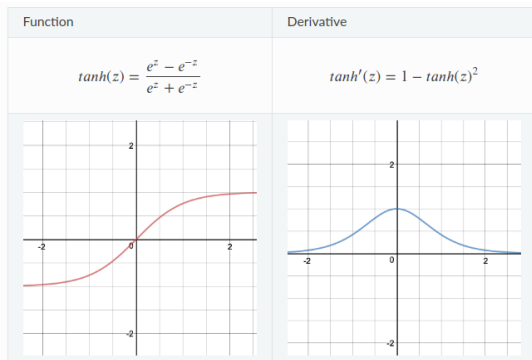 Function
Derivative
tanh(z) = (e^z − e^−z) / (e^z + e^−z)
tanh′(z) = 1 − tanh(z)²
2
-2
0
2
-2
2
-2
0
2
-2